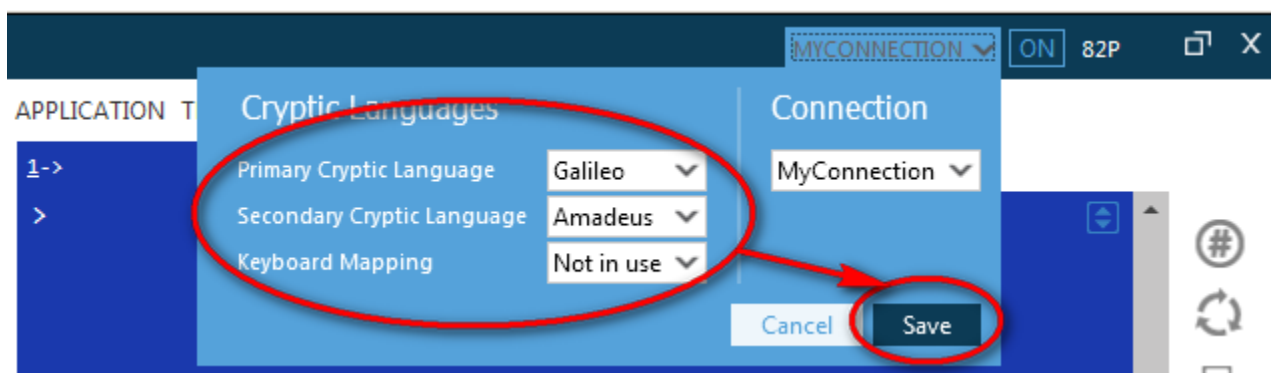 MYCONNECTION ON 82P X
APPLICATION T
Cryptic Languages
Connection
1->
Primary Cryptic Language Galileo
MyConnection
>
Secondary Cryptic Language Amadeus
#
Keyboard Mapping Not in use
Cancel Save